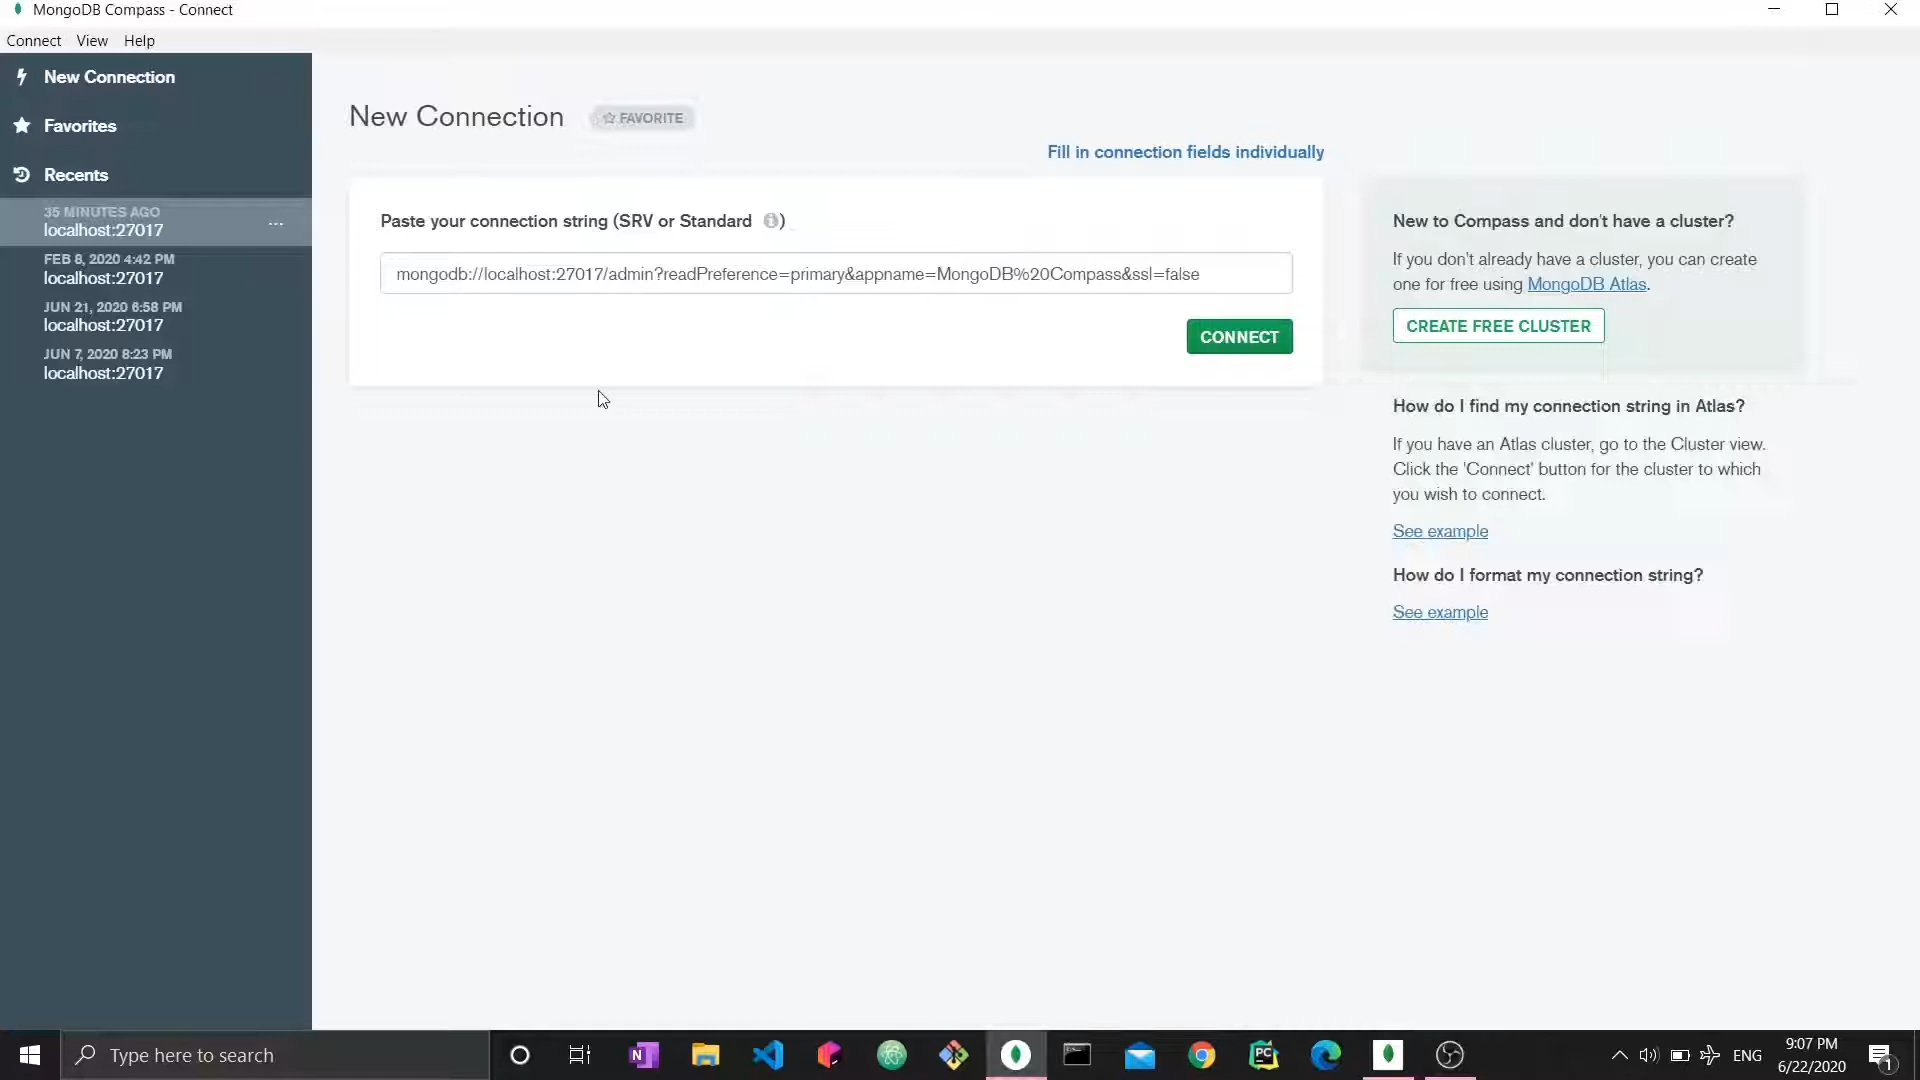 MongoDB Compass - Connect
Connect View Help
New Connection
Favorites
Recents
35 MINUTES AGO
localhost:27017
...
FEB 8, 2020 4:42 PM
localhost:27017
JUN 21, 2020 6:58 PM
localhost:27017
JUN 7, 2020 8:23 PM
localhost:27017
New Connection
FAVORITE
Fill in connection fields individually
Paste your connection string (SRV or Standard )
mongodb://localhost:27017/admin?readPreference=primary&appname=MongoDB%20Compass&ssl=false
CONNECT
New to Compass and don't have a cluster?
If you don't already have a cluster, you can create
one for free using MongoDB Atlas.
CREATE FREE CLUSTER
How do I find my connection string in Atlas?
If you have an Atlas cluster, go to the Cluster view.
Click the 'Connect' button for the cluster to which
you wish to connect.
See example
How do I format my connection string?
See example
Type here to search
N
PC
ENG
9:07 PM
6/22/2020
1